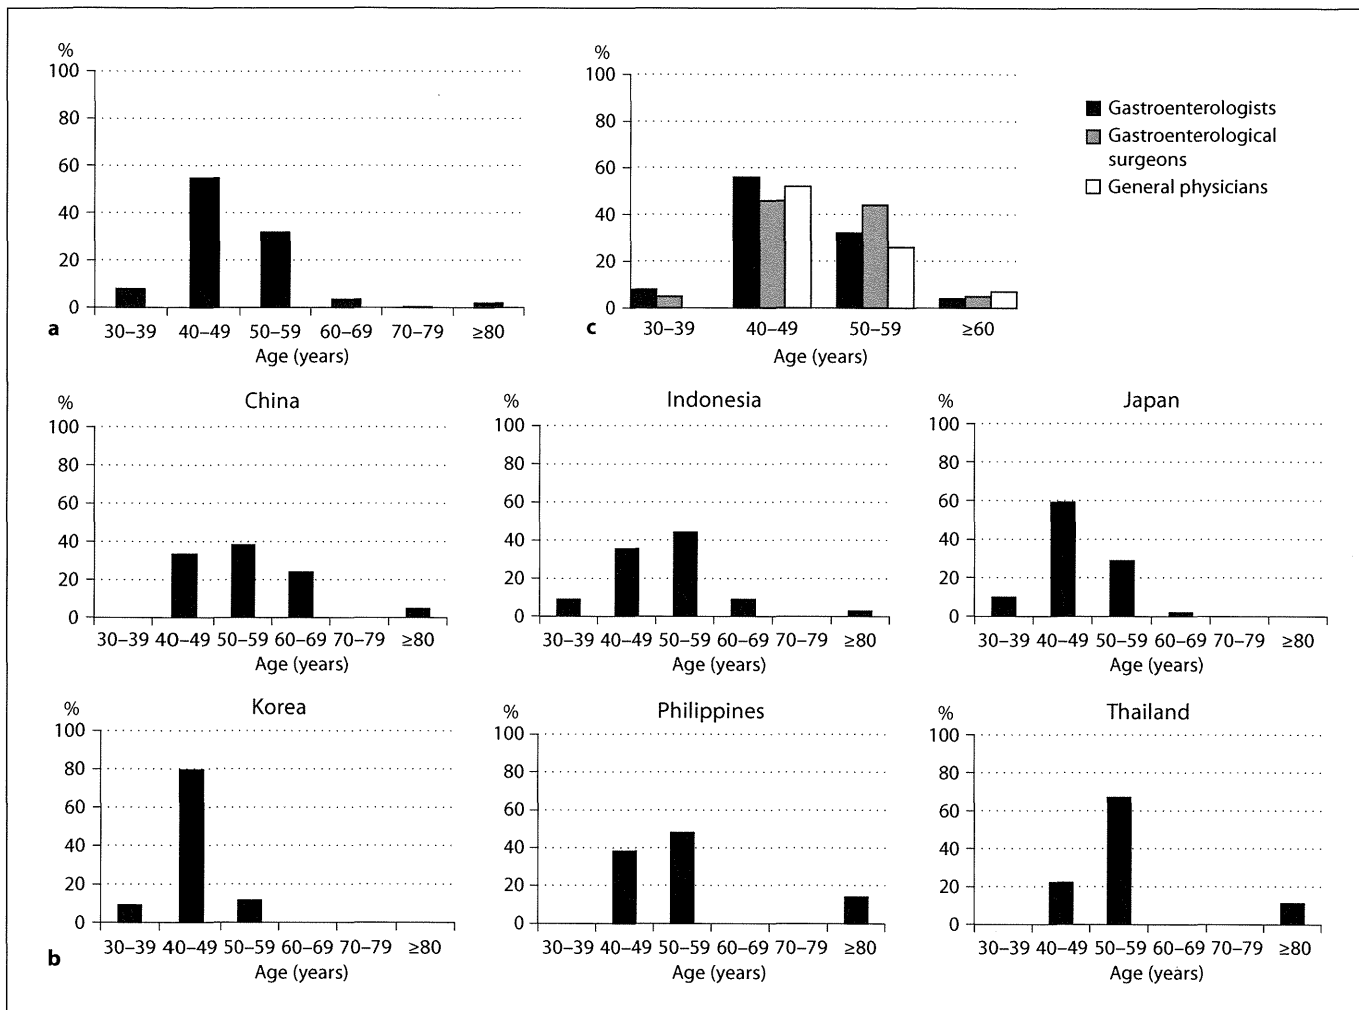 %
100
80
60
40
20
0
30–39 40–49 50–59 60–69 70–79 ≥80
Age (years)
a
%
100
80
60
40
20
0
30–39 40–49 50–59 ≥60
Age (years)
c
Gastroenterologists
Gastroenterological
surgeons
General physicians
China
%
100
80
60
40
20
0
30–39 40–49 50–59 60–69 70–79 ≥80
Age (years)
Indonesia
%
100
80
60
40
20
0
30–39 40–49 50–59 60–69 70–79 ≥80
Age (years)
Japan
%
100
80
60
40
20
0
30–39 40–49 50–59 60–69 70–79 ≥80
Age (years)
Korea
%
100
80
60
40
20
0
30–39 40–49 50–59 60–69 70–79 ≥80
Age (years)
b
Philippines
%
100
80
60
40
20
0
30–39 40–49 50–59 60–69 70–79 ≥80
Age (years)
Thailand
%
100
80
60
40
20
0
30–39 40–49 50–59 60–69 70–79 ≥80
Age (years)